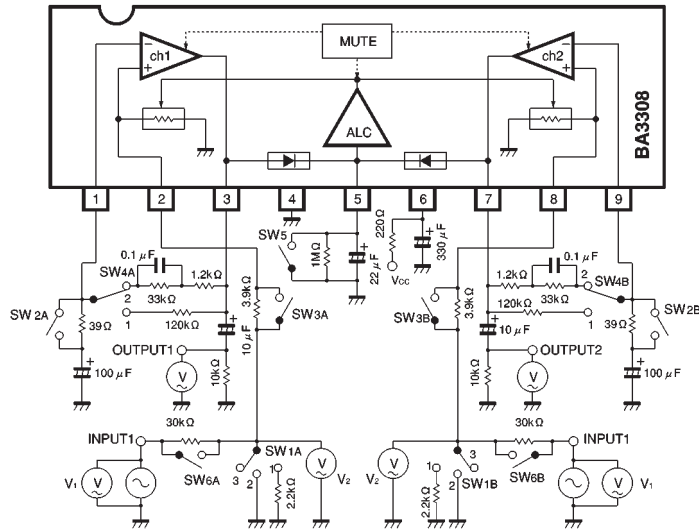 MUTE
ch1
ch2
ALC
BA3308
− + − +
1 2 3 4 5 6 7 8 9
SW5
1MΩ
+
22 μF
220Ω
VCC
+
330 μF
0.1 μF
SW4A
2
33kΩ
1.2kΩ
1
120kΩ
SW2A
39Ω
+
100 μF
OUTPUT1
V
+
10 μF
10kΩ
3.9kΩ
SW3A
0.1 μF
1.2kΩ
33kΩ
2
SW4B
120kΩ
1
SW2B
39Ω
+
100 μF
SW3B
3.9kΩ
+
10 μF
OUTPUT2
V
10kΩ
30kΩ
INPUT1
SW6A
SW1A
3
2
1
2.2kΩ
V
V2
V1
V
30kΩ
INPUT1
SW6B
SW1B
3
2
1
2.2kΩ
V
V2
V
V1